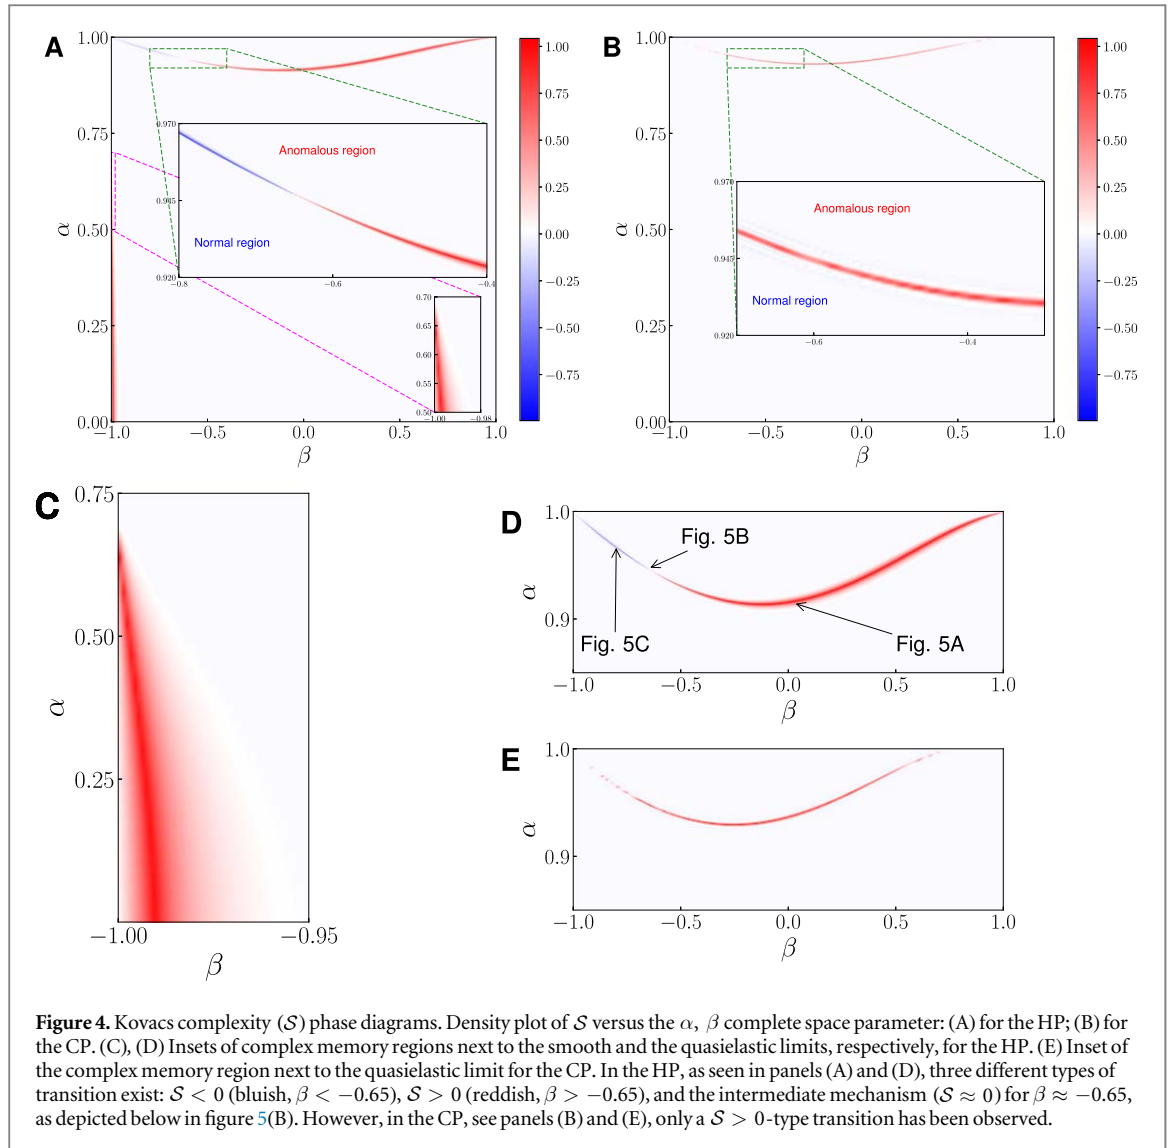 A
1.00
0.75
0.50
0.25
0.00
α
−1.0
−0.5
0.0
0.5
1.0
β
0.970
0.945
0.920
−0.8
−0.6
−0.4
Anomalous region
Normal region
0.70
0.65
0.60
0.55
0.50
−1.00
−0.98
1.00
0.75
0.50
0.25
0.00
−0.25
−0.50
−0.75
B
1.00
0.75
0.50
0.25
0.00
α
−1.0
−0.5
0.0
0.5
1.0
β
0.970
0.945
0.920
−0.6
−0.4
Anomalous region
Normal region
1.00
0.75
0.50
0.25
0.00
−0.25
−0.50
−0.75
C
0.75
0.50
0.25
α
−1.00
−0.95
β
D
1.0
0.9
α
Fig. 5B
Fig. 5C
Fig. 5A
−1.0
−0.5
0.0
0.5
1.0
β
E
1.0
0.9
α
−1.0
−0.5
0.0
0.5
1.0
β
Figure 4. Kovacs complexity (𝒮) phase diagrams. Density plot of 𝒮 versus the α, β complete space parameter: (A) for the HP; (B) for
the CP. (C), (D) Insets of complex memory regions next to the smooth and the quasielastic limits, respectively, for the HP. (E) Inset of
the complex memory region next to the quasielastic limit for the CP. In the HP, as seen in panels (A) and (D), three different types of
transition exist: 𝒮 < 0 (bluish, β < −0.65), 𝒮 > 0 (reddish, β > −0.65), and the intermediate mechanism (𝒮 ≈ 0) for β ≈ −0.65,
as depicted below in figure 5(B). However, in the CP, see panels (B) and (E), only a 𝒮 > 0-type transition has been observed.